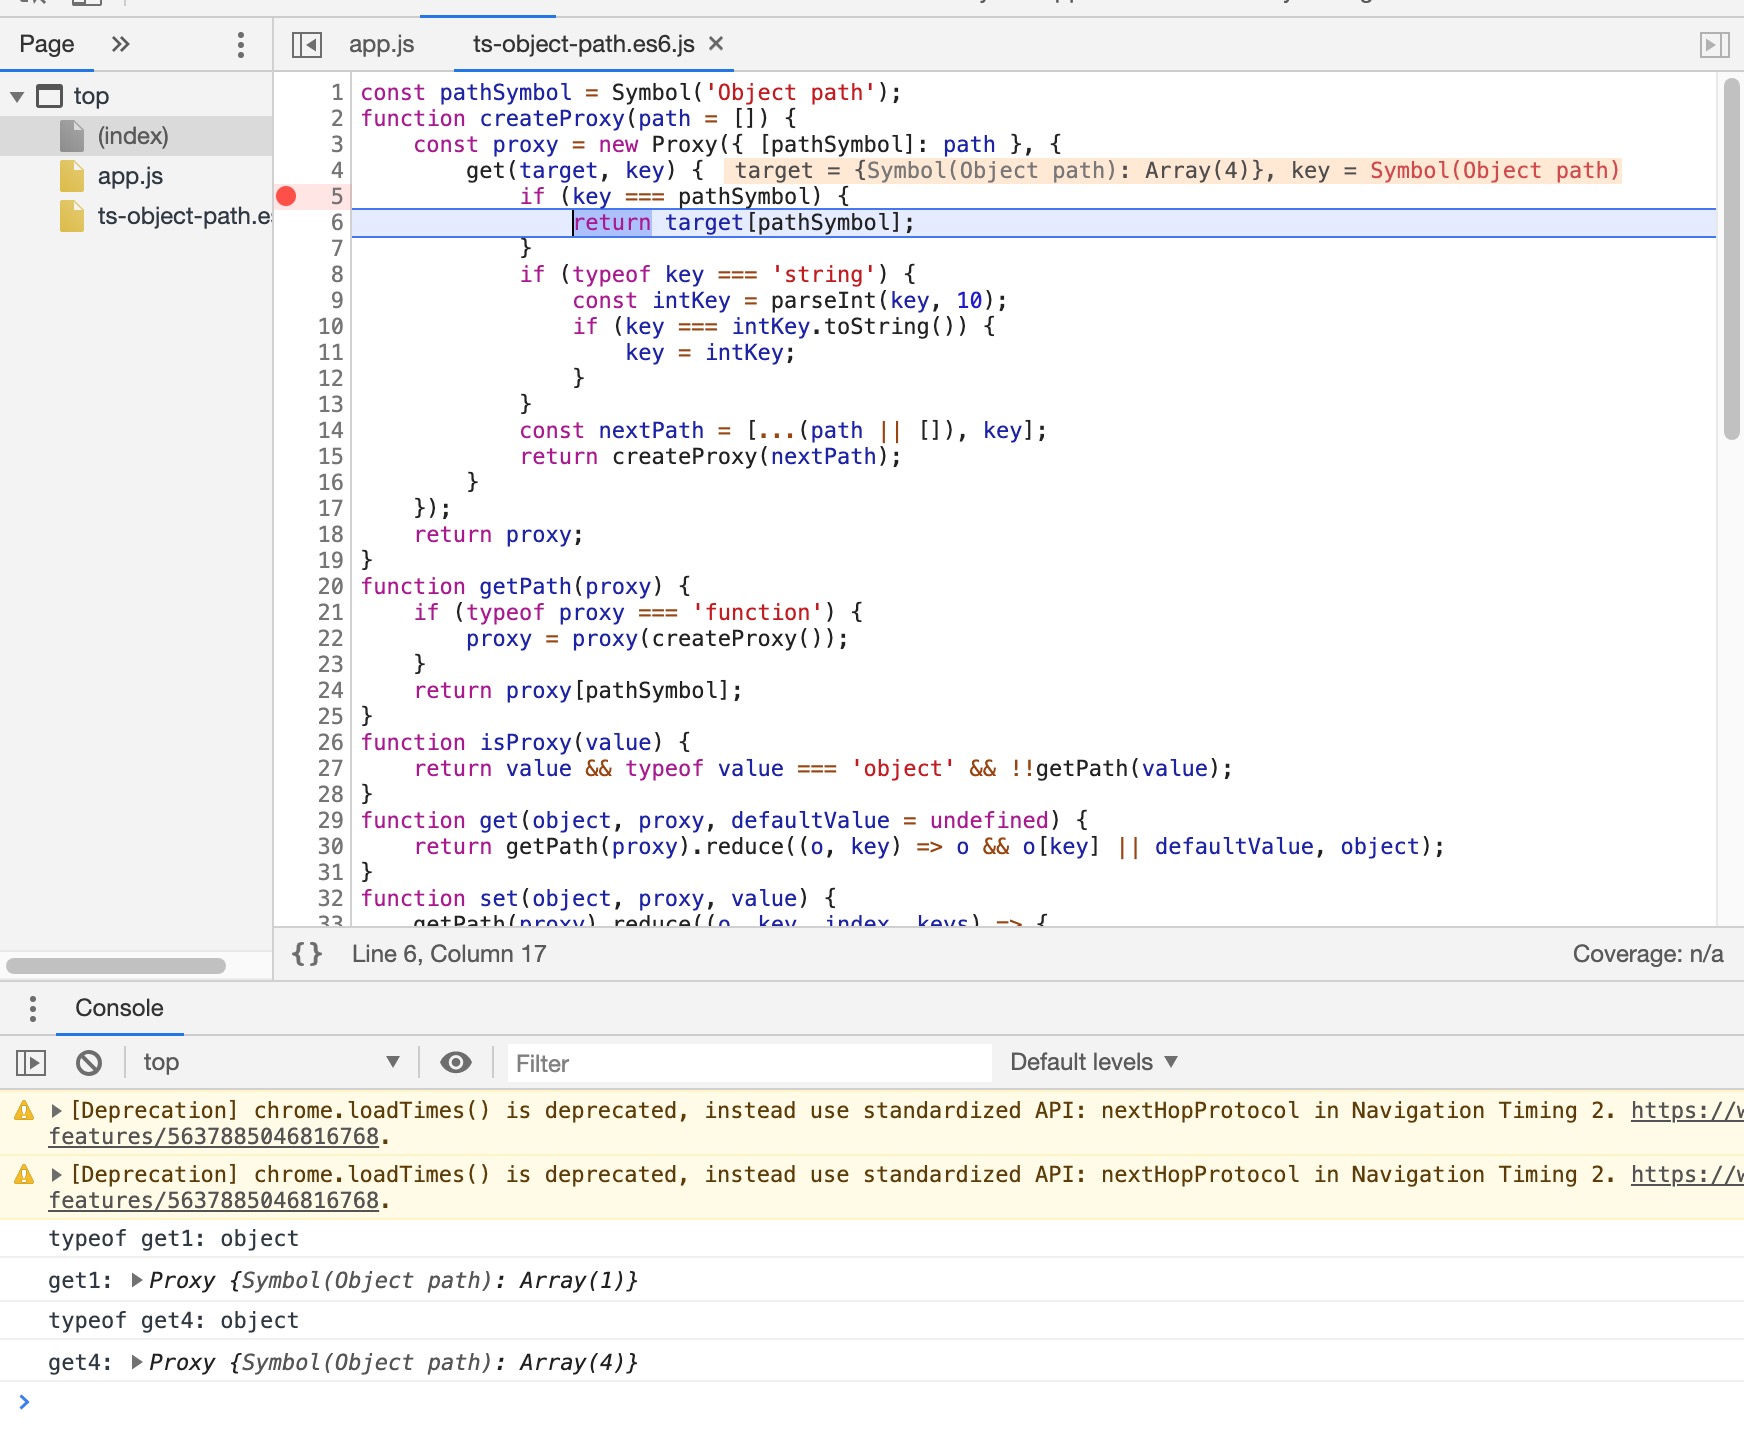 Page
app.js
ts-object-path.es6.js
top
(index)
app.js
ts-object-path.es
1 const pathSymbol = Symbol('Object path');
2 function createProxy(path = []) {
3     const proxy = new Proxy({ [pathSymbol]: path }, {
4         get(target, key) {  target = {Symbol(Object path): Array(4)}, key = Symbol(Object path)
5             if (key === pathSymbol) {
6                 return target[pathSymbol];
7             }
8             if (typeof key === 'string') {
9                 const intKey = parseInt(key, 10);
10                 if (key === intKey.toString()) {
11                     key = intKey;
12                 }
13             }
14             const nextPath = [...(path || []), key];
15             return createProxy(nextPath);
16         }
17     });
18     return proxy;
19 }
20 function getPath(proxy) {
21     if (typeof proxy === 'function') {
22         proxy = proxy(createProxy());
23     }
24     return proxy[pathSymbol];
25 }
26 function isProxy(value) {
27     return value && typeof value === 'object' && !!getPath(value);
28 }
29 function get(object, proxy, defaultValue = undefined) {
30     return getPath(proxy).reduce((o, key) => o && o[key] || defaultValue, object);
31 }
32 function set(object, proxy, value) {
33     getPath(proxy).reduce((o, key, index, keys) => {
{} Line 6, Column 17
Coverage: n/a
Console
top
Filter
Default levels
[Deprecation] chrome.loadTimes() is deprecated, instead use standardized API: nextHopProtocol in Navigation Timing 2. https://w
features/5637885046816768.
[Deprecation] chrome.loadTimes() is deprecated, instead use standardized API: nextHopProtocol in Navigation Timing 2. https://w
features/5637885046816768.
typeof get1: object
get1: Proxy {Symbol(Object path): Array(1)}
typeof get4: object
get4: Proxy {Symbol(Object path): Array(4)}